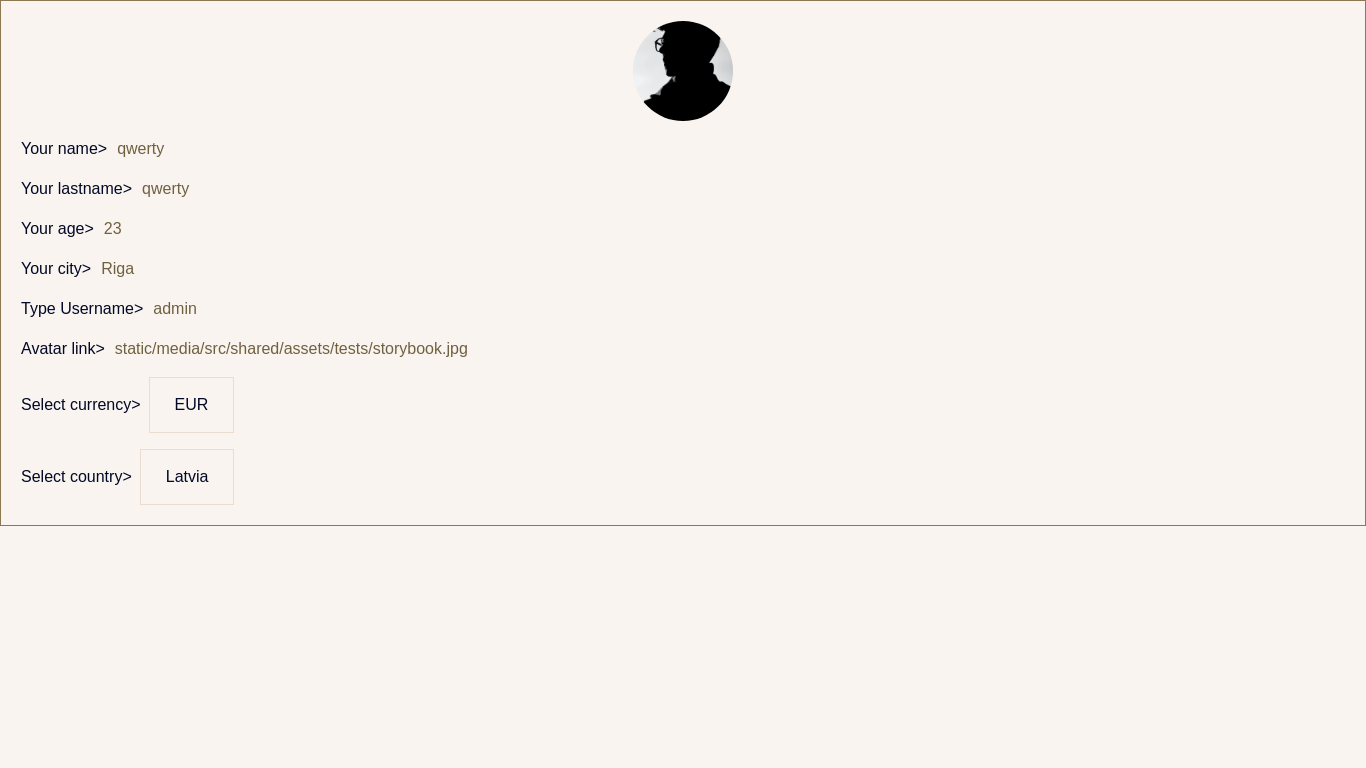 Your name> qwerty
Your lastname> qwerty
Your age> 23
Your city> Riga
Type Username> admin
Avatar link> static/media/src/shared/assets/tests/storybook.jpg
Select currency> EUR
Select country> Latvia